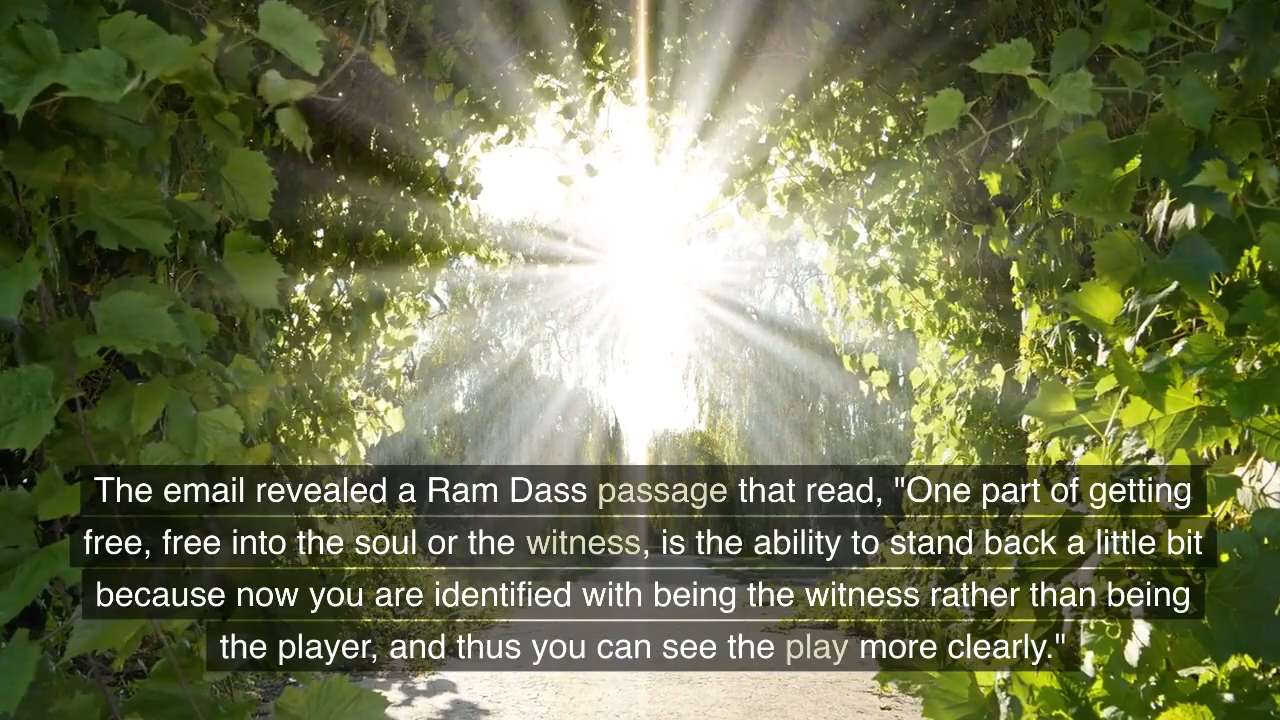 The email revealed a Ram Dass passage that read, "One part of getting
free, free into the soul or the witness, is the ability to stand back a little bit
because now you are identified with being the witness rather than being
the player, and thus you can see the play more clearly."